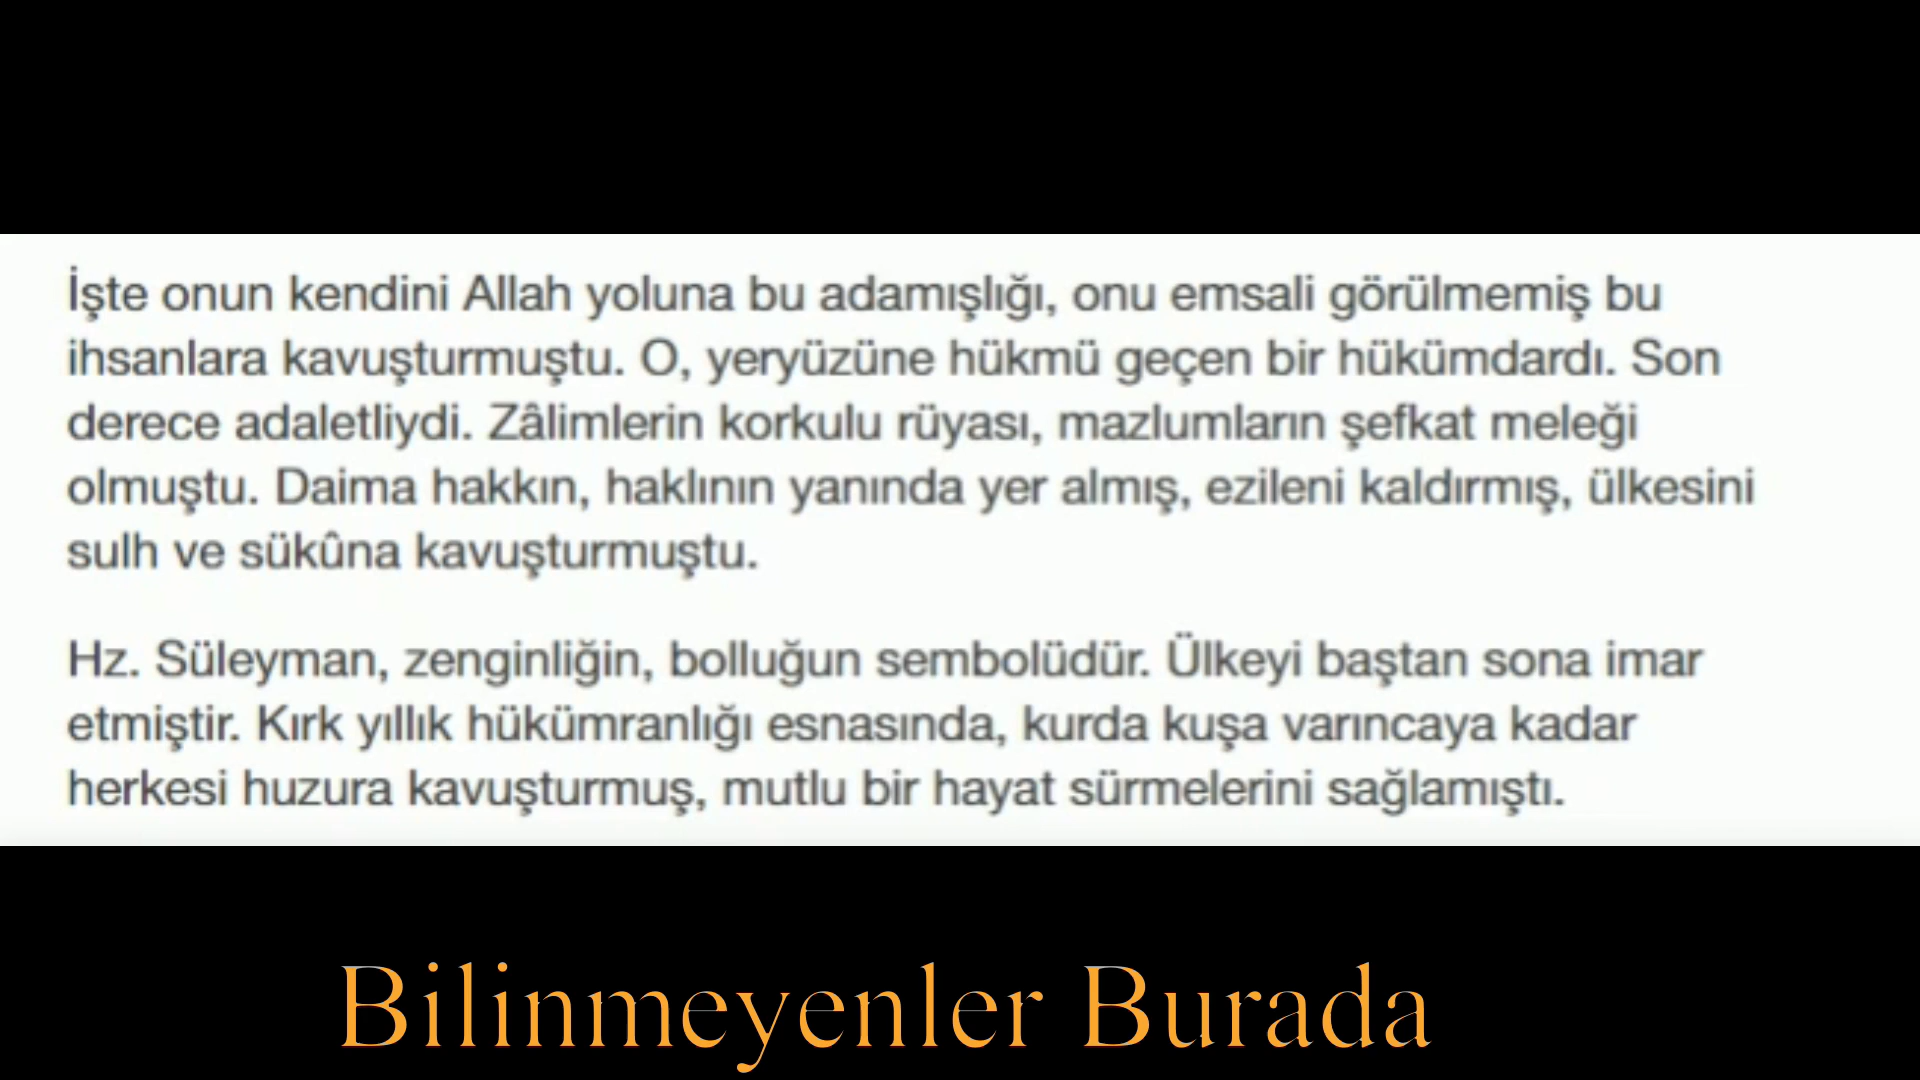 İşte onun kendini Allah yoluna bu adamışlığı, onu emsali görülmemiş bu
ihsanlara kavuşturmuştu. O, yeryüzüne hükmü geçen bir hükümdardı. Son
derece adaletliydi. Zâlimlerin korkulu rüyası, mazlumların şefkat meleği
olmuştu. Daima hakkın, haklının yanında yer almış, ezileni kaldırmış, ülkesini
sulh ve sükûna kavuşturmuştu.
Hz. Süleyman, zenginliğin, bolluğun sembolüdür. Ülkeyi baştan sona imar
etmiştir. Kırk yıllık hükümranlığı esnasında, kurda kuşa varıncaya kadar
herkesi huzura kavuşturmuş, mutlu bir hayat sürmelerini sağlamıştı.
Bilinmeyenler Burada